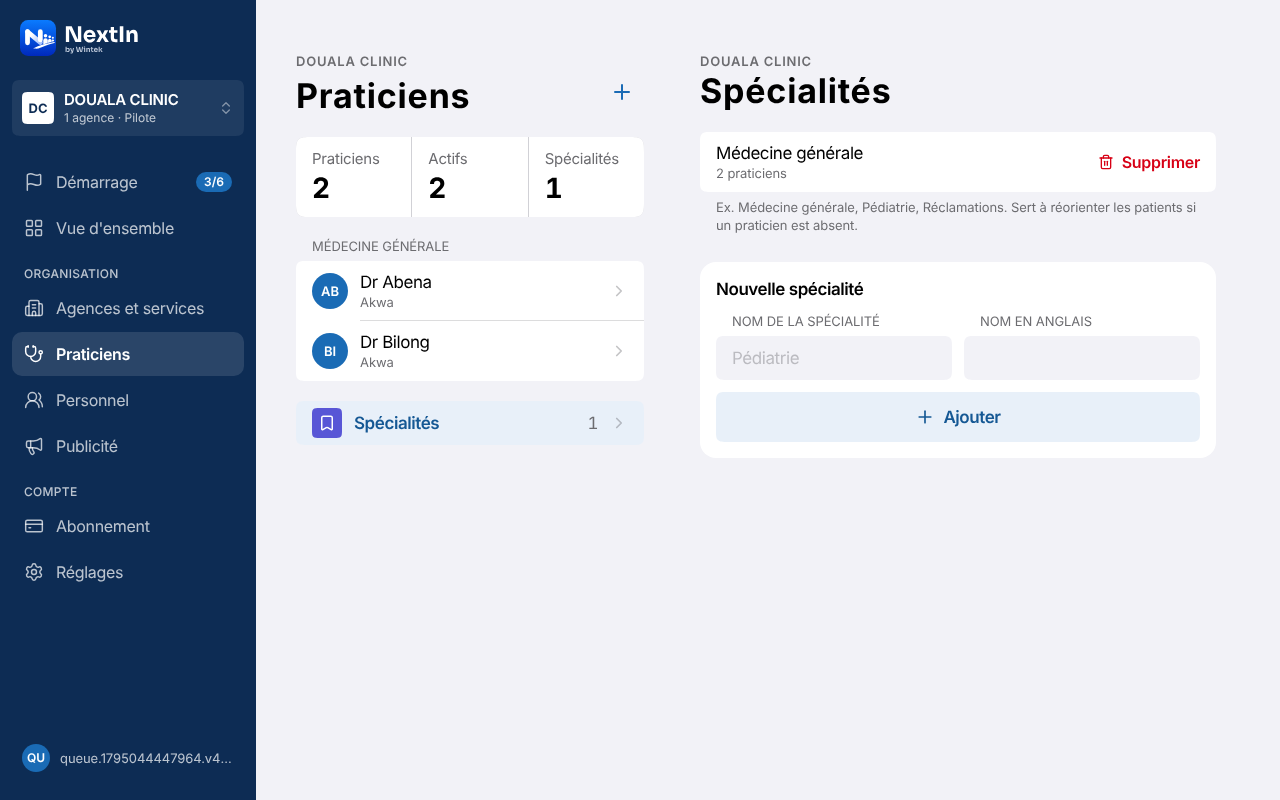 NextIn
by Wintek
DC
DOUALA CLINIC
1 agence · Pilote
Démarrage
3/6
Vue d'ensemble
ORGANISATION
Agences et services
Praticiens
Personnel
Publicité
COMPTE
Abonnement
Réglages
QU
queue.1795044447964.v4...
DOUALA CLINIC
Praticiens
Praticiens
2
Actifs
2
Spécialités
1
MÉDECINE GÉNÉRALE
AB
Dr Abena
Akwa
BI
Dr Bilong
Akwa
Spécialités
1
DOUALA CLINIC
Spécialités
Médecine générale
2 praticiens
Supprimer
Ex. Médecine générale, Pédiatrie, Réclamations. Sert à réorienter les patients si
un praticien est absent.
Nouvelle spécialité
NOM DE LA SPÉCIALITÉ
NOM EN ANGLAIS
Pédiatrie
Ajouter